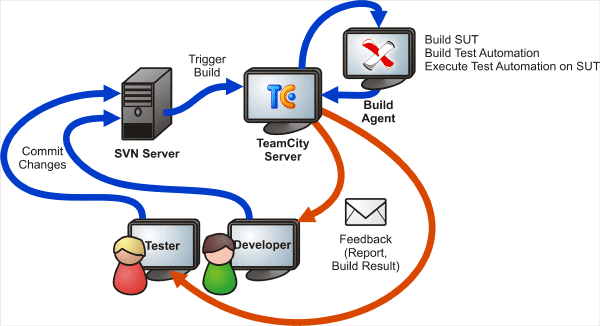 Build SUT
Build Test Automation
Execute Test Automation on SUT
Trigger
Build
TC
Build
Agent
SVN Server
TeamCity
Server
Commit
Changes
Tester
Developer
Feedback
(Report,
Build Result)